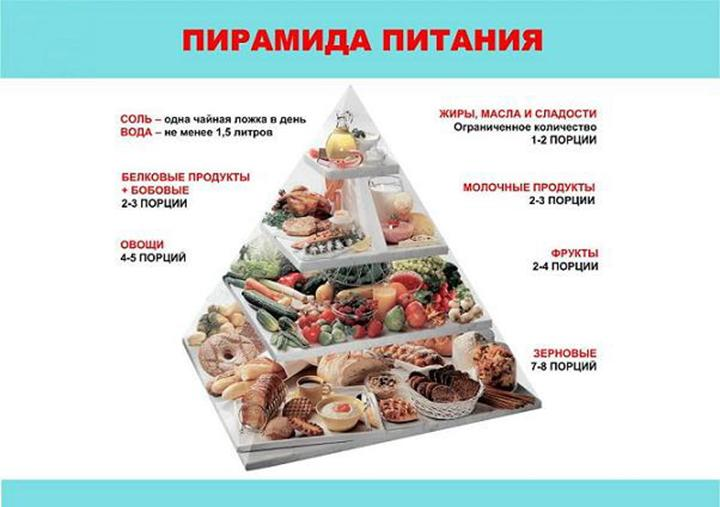 ПИРАМИДА ПИТАНИЯ
СОЛЬ – одна чайная ложка в день
ВОДА – не менее 1,5 литров
ЖИРЫ, МАСЛА И СЛАДОСТИ
Ограниченное количество
1-2 ПОРЦИИ
БЕЛКОВЫЕ ПРОДУКТЫ
+ БОБОВЫЕ
2-3 ПОРЦИИ
МОЛОЧНЫЕ ПРОДУКТЫ
2-3 ПОРЦИИ
ОВОЩИ
4-5 ПОРЦИЙ
ФРУКТЫ
2-4 ПОРЦИИ
ЗЕРНОВЫЕ
7-8 ПОРЦИЙ